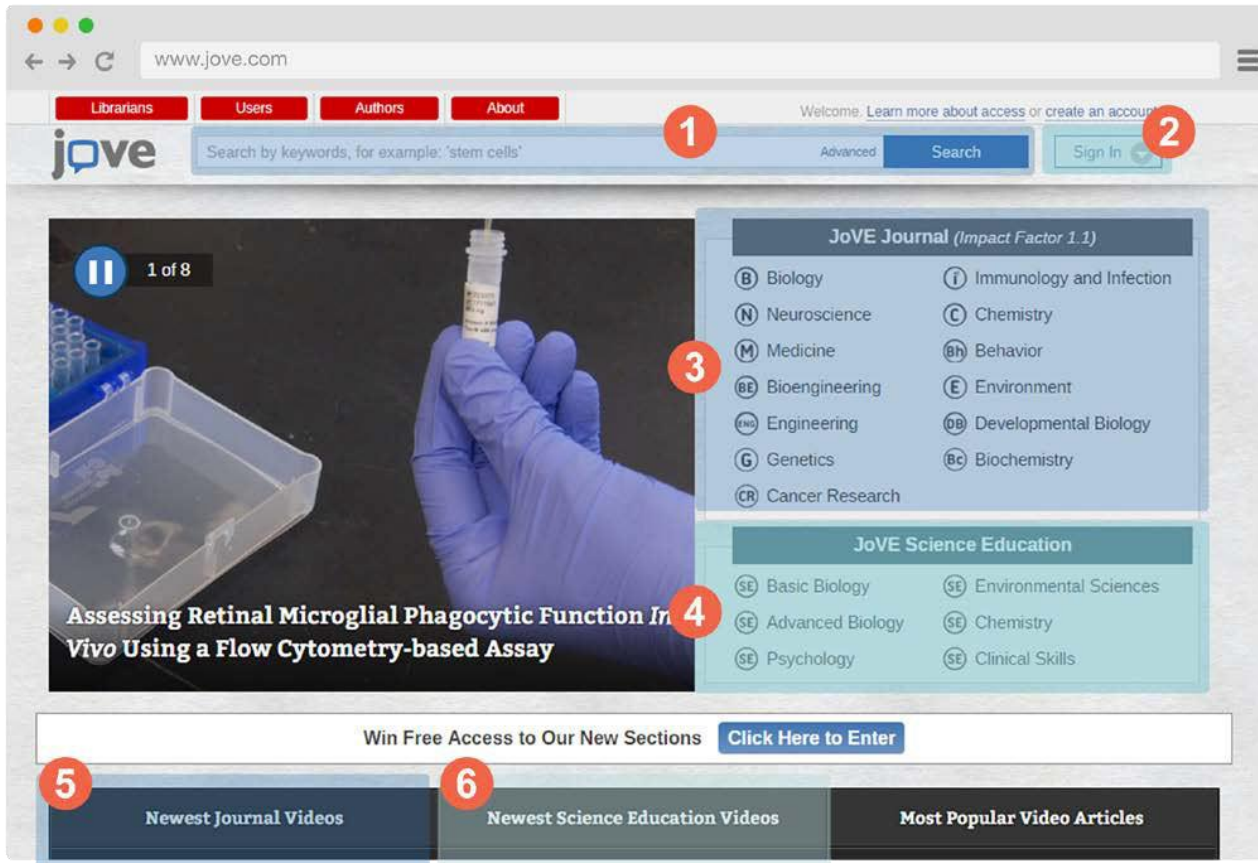 www.jove.com
Librarians Users Authors About
Welcome. Learn more about access or create an account
1
2
jove
Search by keywords, for example: 'stem cells' Advanced Search Sign In
1 of 8
3
JoVE Journal (Impact Factor 1.1)
B Biology i Immunology and Infection
N Neuroscience C Chemistry
M Medicine Bh Behavior
BE Bioengineering E Environment
ENG Engineering DB Developmental Biology
G Genetics Bc Biochemistry
CR Cancer Research
4
JoVE Science Education
SE Basic Biology SE Environmental Sciences
SE Advanced Biology SE Chemistry
SE Psychology SE Clinical Skills
Assessing Retinal Microglial Phagocytic Function In
Vivo Using a Flow Cytometry-based Assay
Win Free Access to Our New Sections Click Here to Enter
5
6
Newest Journal Videos Newest Science Education Videos Most Popular Video Articles